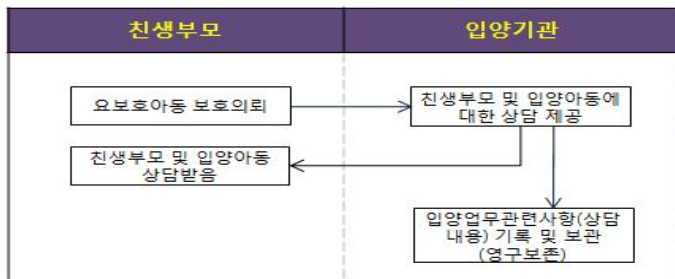 친생부모
입양기관
요보호아동 보호의뢰
친생부모 및 입양아동에
대한 상담 제공
친생부모 및 입양아동
상담받음
입양업무관련사항(상담
내용) 기록 및 보관
(영구보존)